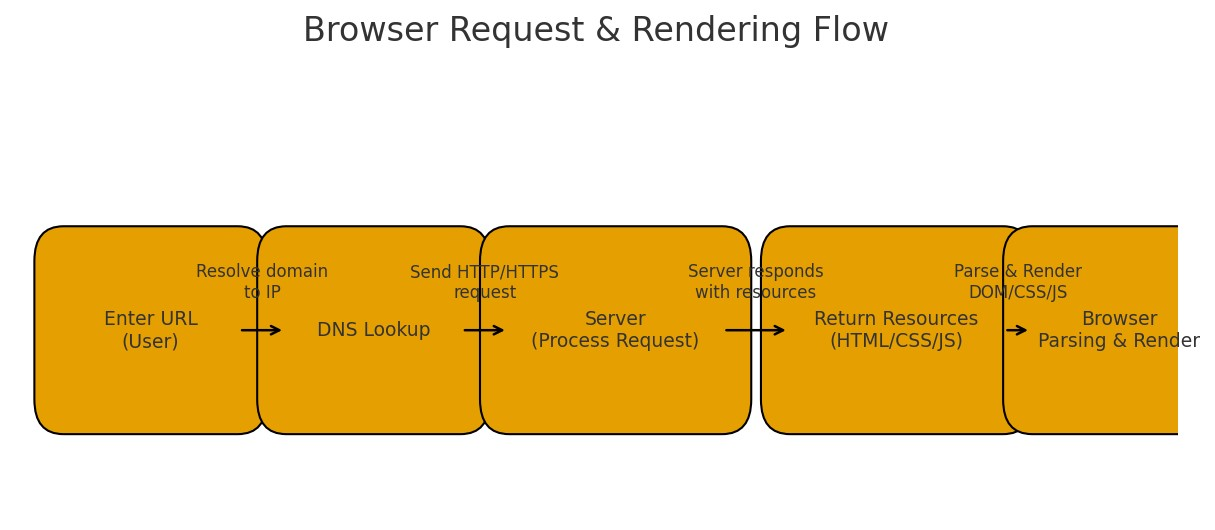 Browser Request & Rendering Flow
Enter URL
(User)
Resolve domain
to IP
DNS Lookup
Send HTTP/HTTPS
request
Server
(Process Request)
Server responds
with resources
Return Resources
(HTML/CSS/JS)
Parse & Render
DOM/CSS/JS
Browser
Parsing & Render